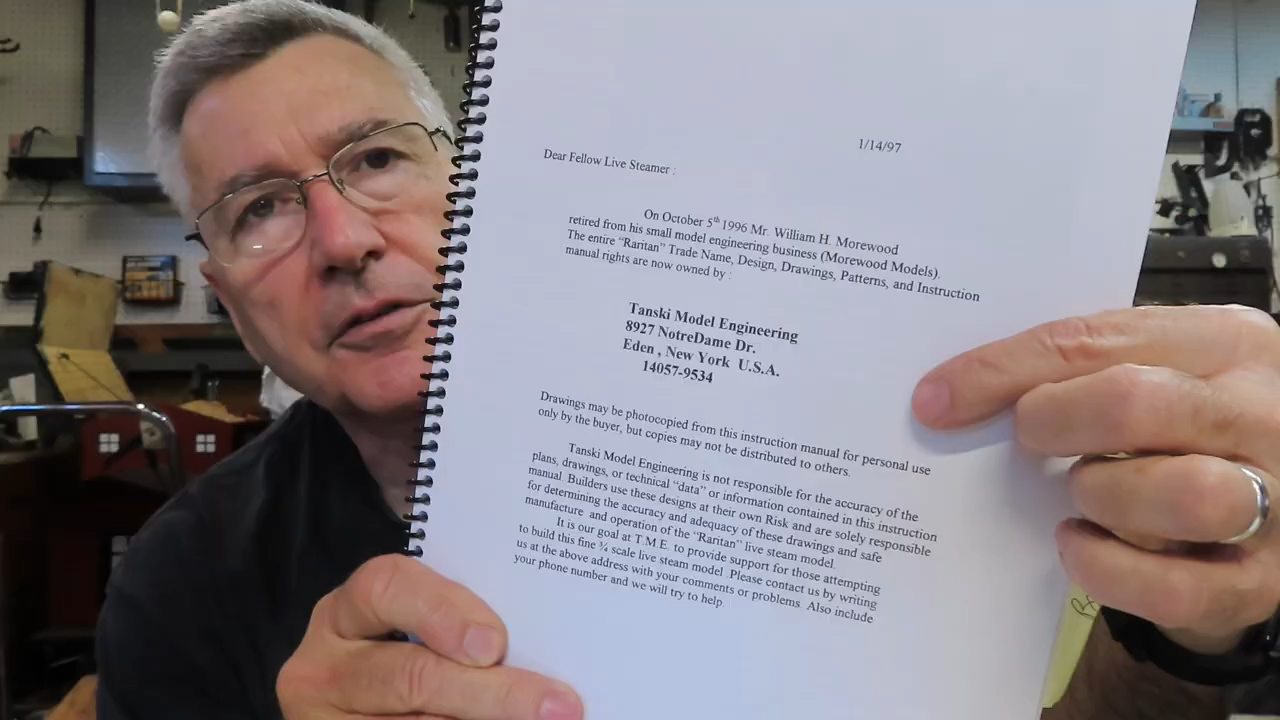 1/14/97
Dear Fellow Live Steamer :
On October 5th 1996 Mr. William H. Morewood
retired from his small model engineering business (Morewood Models).
The entire “Raritan” Trade Name, Design, Drawings, Patterns, and Instruction
manual rights are now owned by :
Tanski Model Engineering
8927 NotreDame Dr.
Eden , New York U.S.A.
14057-9534
Drawings may be photocopied from this instruction manual for personal use
only by the buyer, but copies may not be distributed to others.
Tanski Model Engineering is not responsible for the accuracy of the
plans, drawings, or technical “data” or information contained in this instruction
manual. Builders use these designs at their own Risk and are solely responsible
for determining the accuracy and adequacy of these drawings and safe
manufacture and operation of the “Raritan” live steam model.
It is our goal at T.M.E. to provide support for those attempting
to build this fine ¾ scale live steam model. Please contact us by writing
us at the above address with your comments or problems. Also include
your phone number and we will try to help.